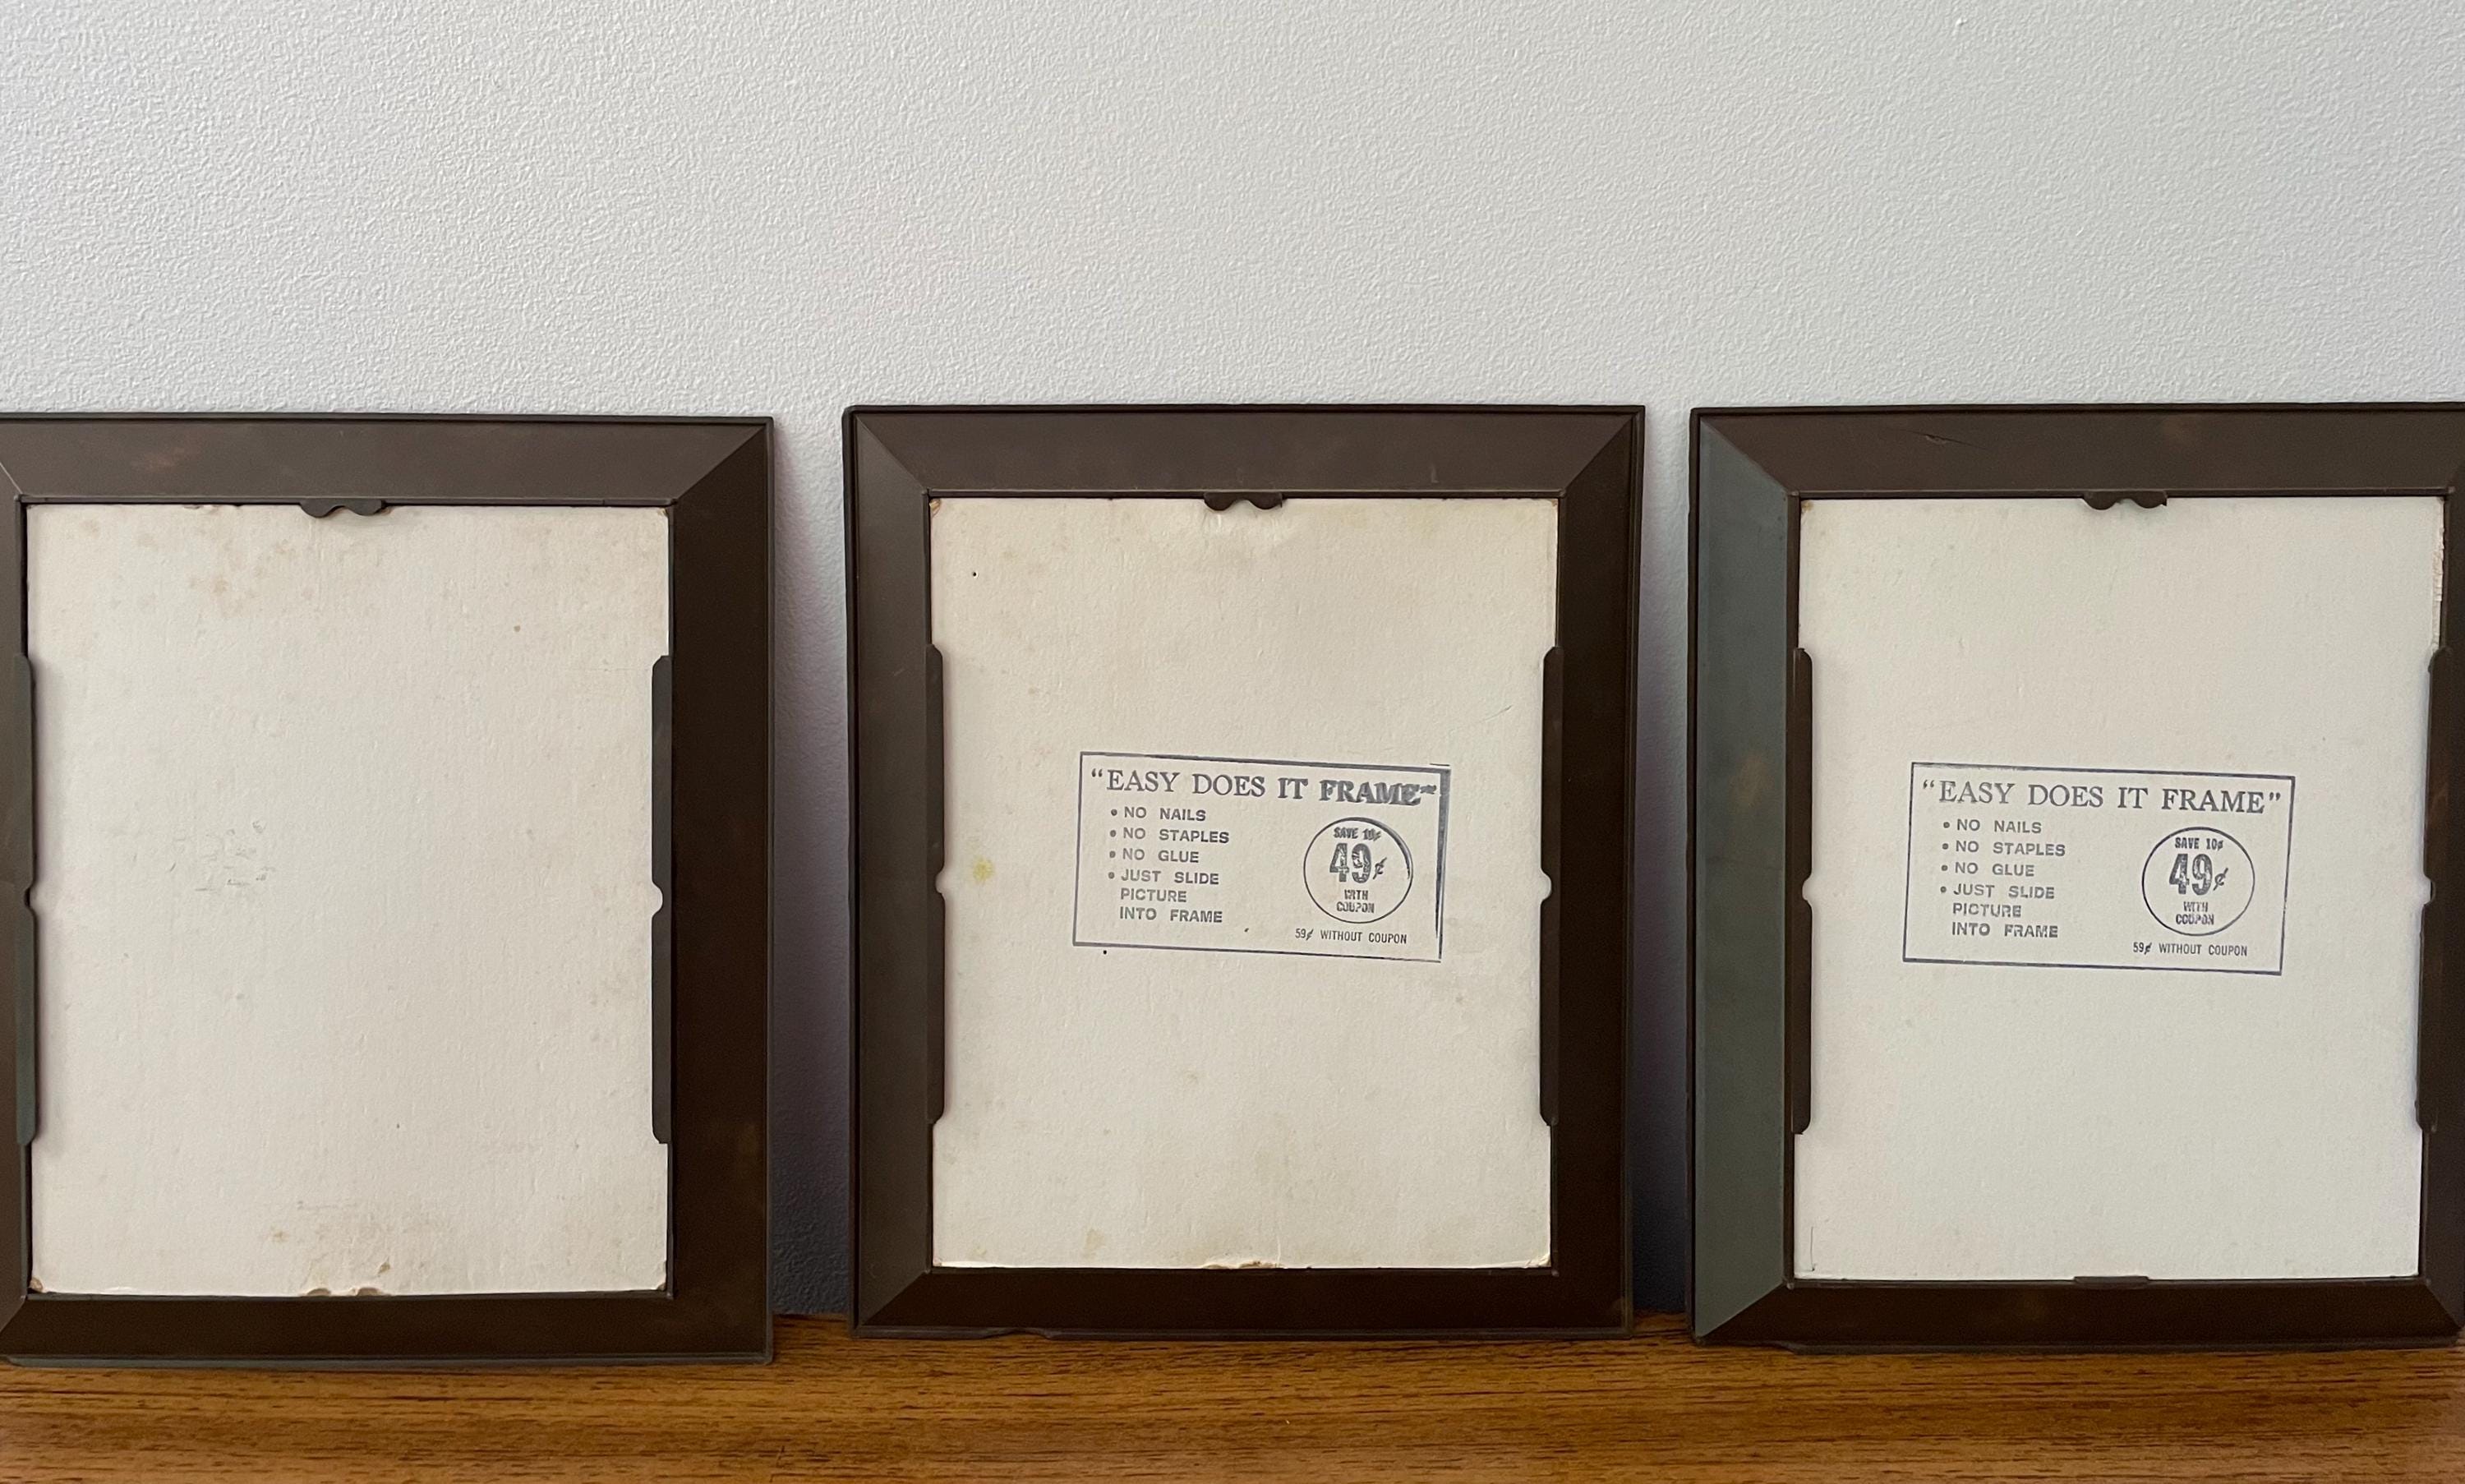 “EASY DOES IT FRAME”
• NO NAILS
• NO STAPLES
• NO GLUE
• JUST SLIDE
PICTURE
INTO FRAME
SAVE 10¢
49¢
WITH
COUPON
59¢ WITHOUT COUPON
“EASY DOES IT FRAME”
• NO NAILS
• NO STAPLES
• NO GLUE
• JUST SLIDE
PICTURE
INTO FRAME
SAVE 10¢
49¢
WITH
COUPON
59¢ WITHOUT COUPON